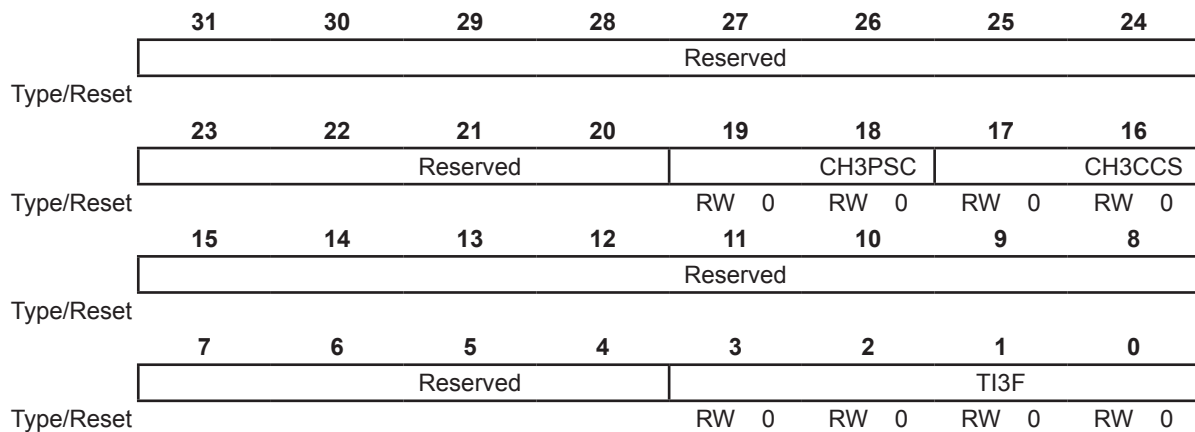 31 30 29 28 27 26 25 24
Reserved
Type/Reset
23 22 21 20 19 18 17 16
Reserved CH3PSC CH3CCS
Type/Reset RW 0 RW 0 RW 0 RW 0
15 14 13 12 11 10 9 8
Reserved
Type/Reset
7 6 5 4 3 2 1 0
Reserved TI3F
Type/Reset RW 0 RW 0 RW 0 RW 0